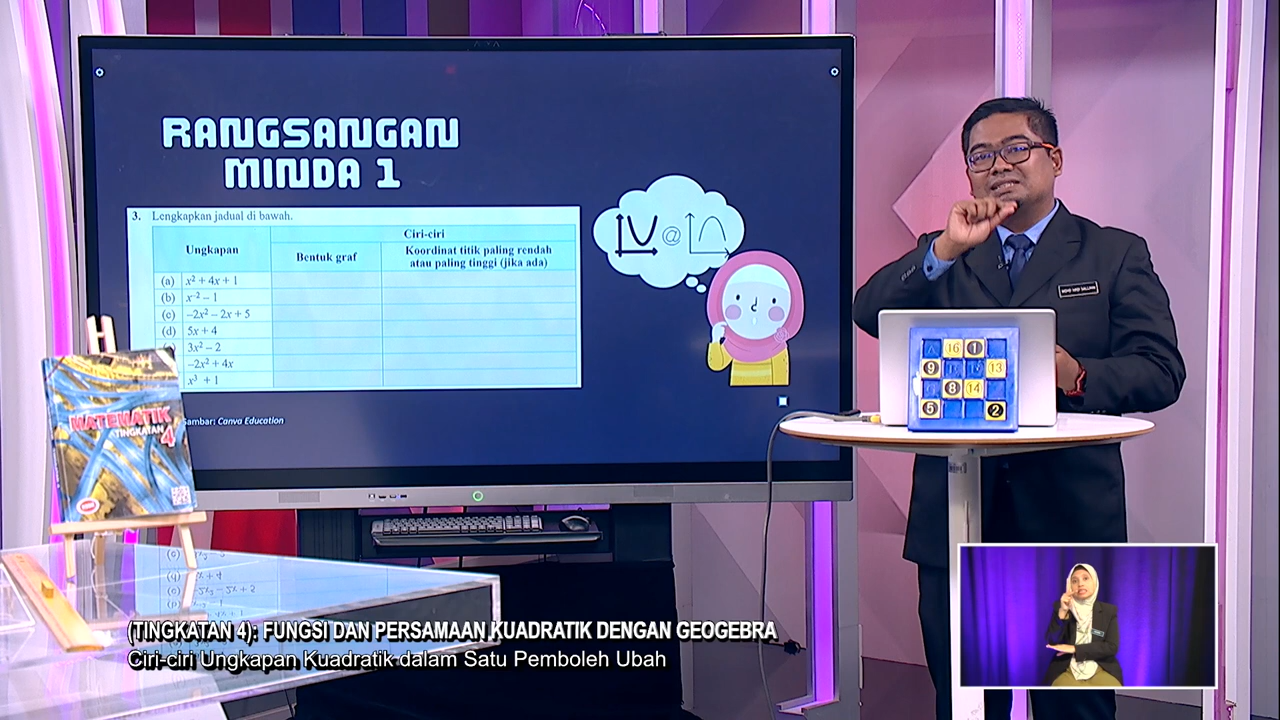 RANGSANGAN
MINDA 1
3. Lengkapkan jadual di bawah.
Ungkapan
Ciri-ciri
Bentuk graf
Koordinat titik paling rendah
atau paling tinggi (jika ada)
(a) x² + 4x + 1
(b) x⁻² – 1
(c) –2x² – 2x + 5
(d) 5x + 4
3x² – 2
–2x² + 4x
x³ + 1
@
Gambar: Canva Education
MATEMATIK
TINGKATAN 4
16 1
9 13
8 14
5 2
(TINGKATAN 4): FUNGSI DAN PERSAMAAN KUADRATIK DENGAN GEOGEBRA
Ciri-ciri Ungkapan Kuadratik dalam Satu Pemboleh Ubah